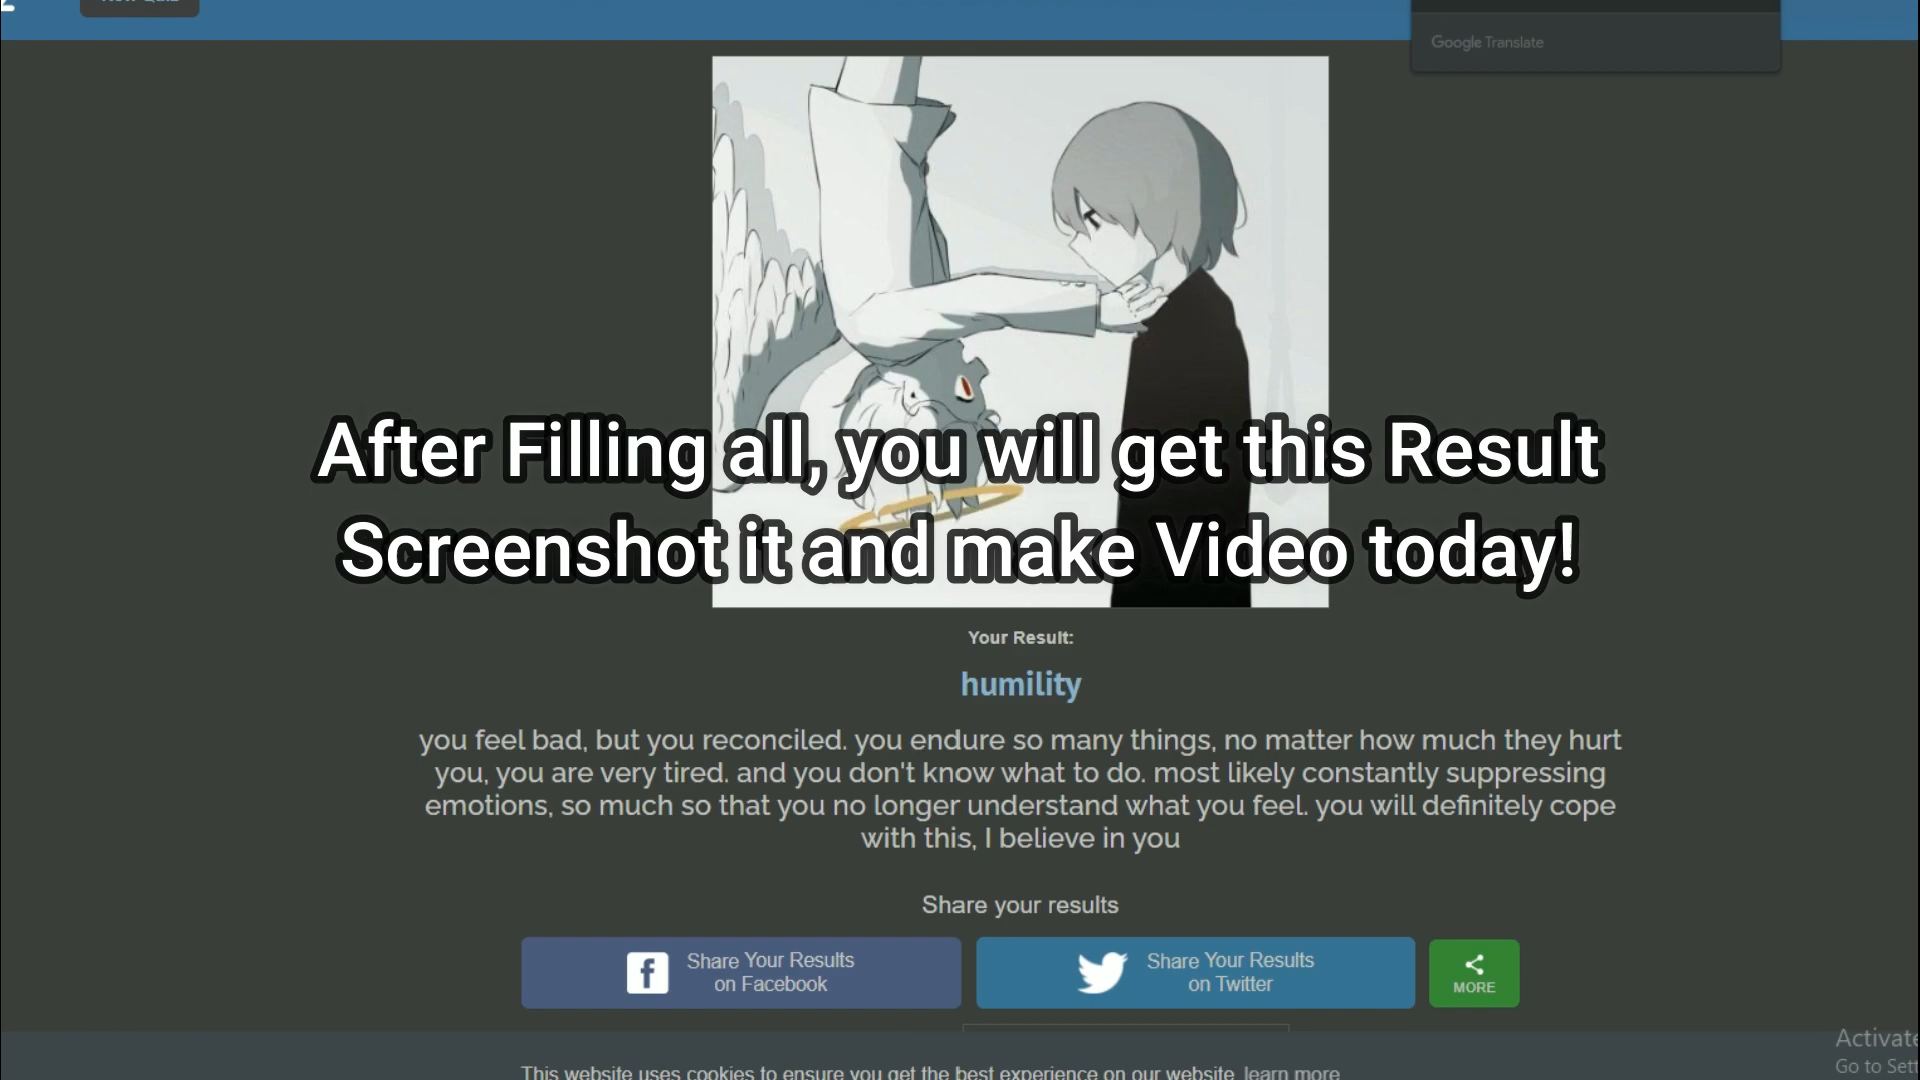 Google Translate
After Filling all, you will get this Result
Screenshot it and make Video today!
Your Result:
humility
you feel bad, but you reconciled. you endure so many things, no matter how much they hurt
you, you are very tired. and you don't know what to do. most likely constantly suppressing
emotions, so much so that you no longer understand what you feel. you will definitely cope
with this, I believe in you
Share your results
Share Your Results
on Facebook
Share Your Results
on Twitter
MORE
Activate
Go to Sett
This website uses cookies to ensure you get the best experience on our website learn more